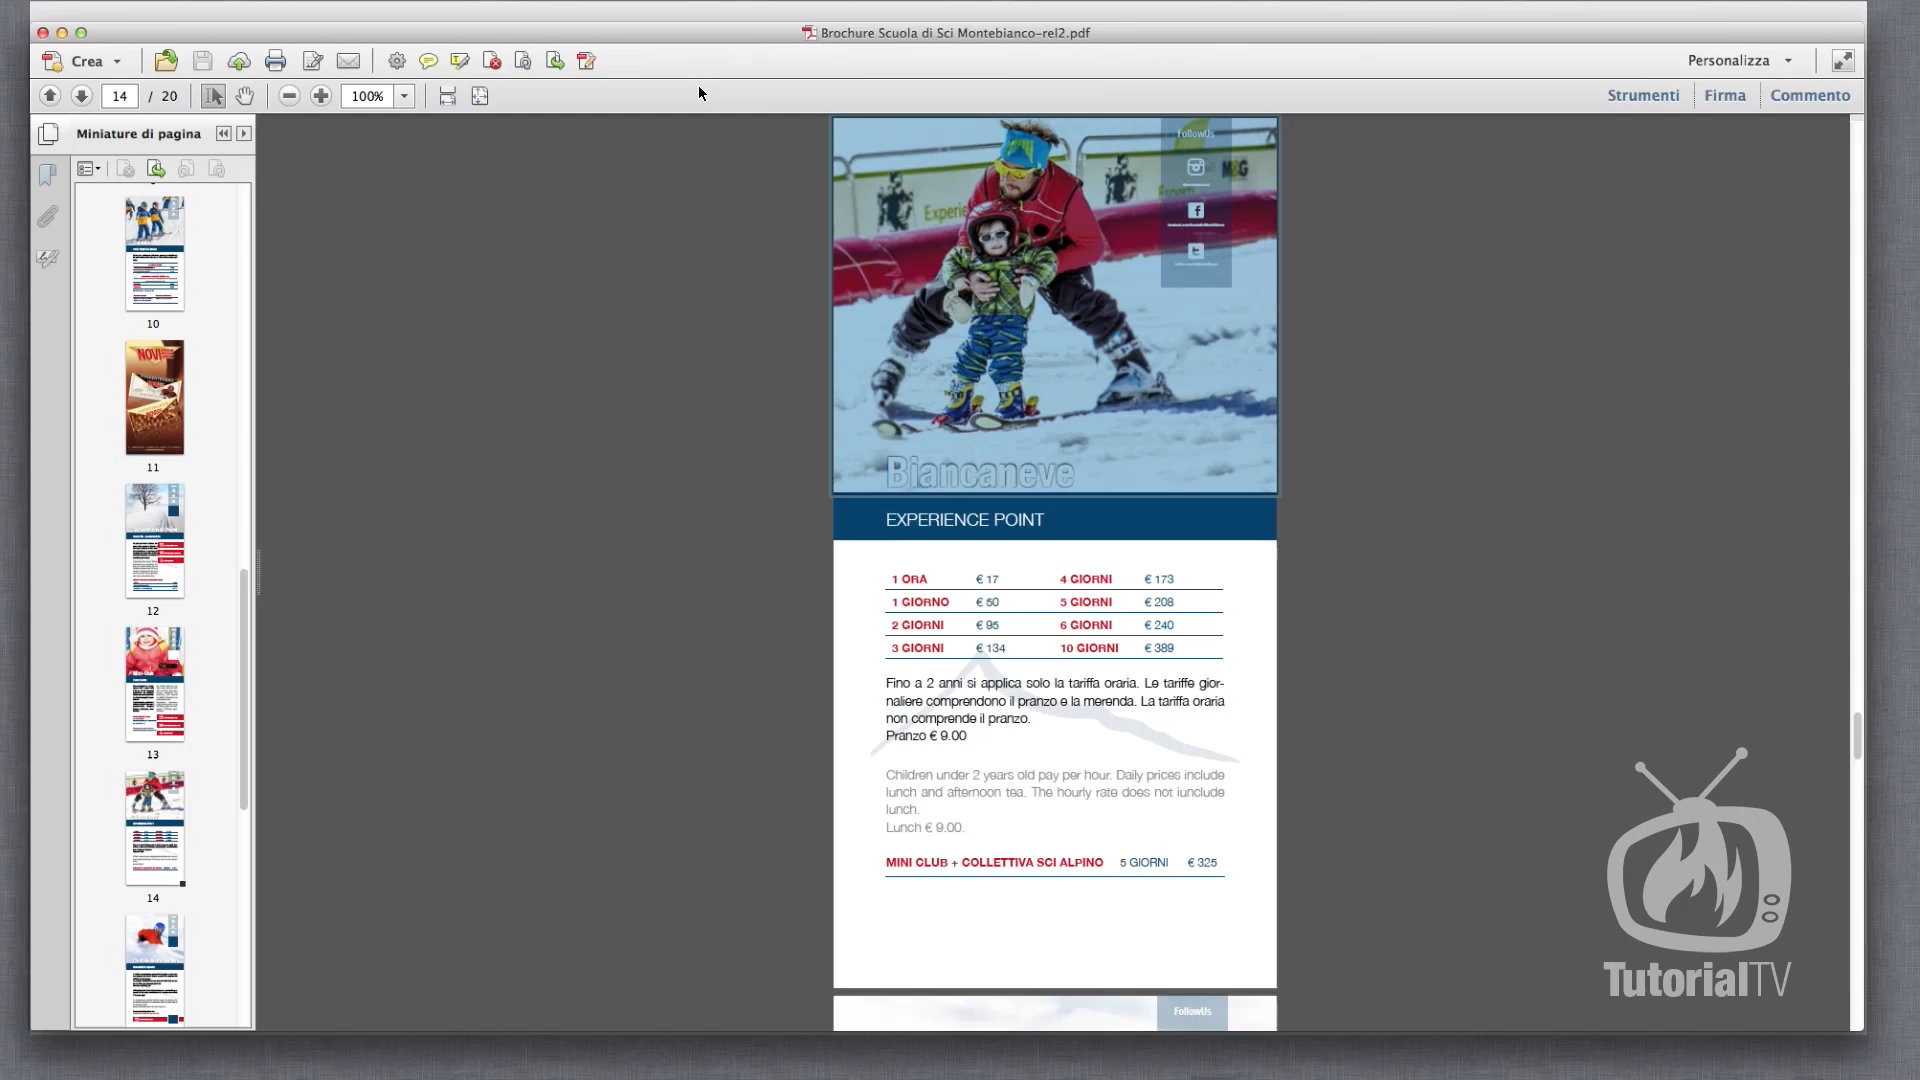 Brochure Scuola di Sci Montebianco-rel2.pdf
Crea
Personalizza
14 / 20
100%
Strumenti
Firma
Commento
Miniature di pagina
10
NOVI
11
12
13
14
FollowUs
Experie
M&G
Biancaneve
EXPERIENCE POINT
1 ORA € 17 4 GIORNI € 173
1 GIORNO € 50 5 GIORNI € 208
2 GIORNI € 95 6 GIORNI € 240
3 GIORNI € 134 10 GIORNI € 389
Fino a 2 anni si applica solo la tariffa oraria. Le tariffe gior-
naliere comprendono il pranzo e la merenda. La tariffa oraria
non comprende il pranzo.
Pranzo € 9.00
Children under 2 years old pay per hour. Daily prices include
lunch and afternoon tea. The hourly rate does not iunclude
lunch.
Lunch € 9.00.
MINI CLUB + COLLETTIVA SCI ALPINO 5 GIORNI € 325
FollowUs
TutorialTV